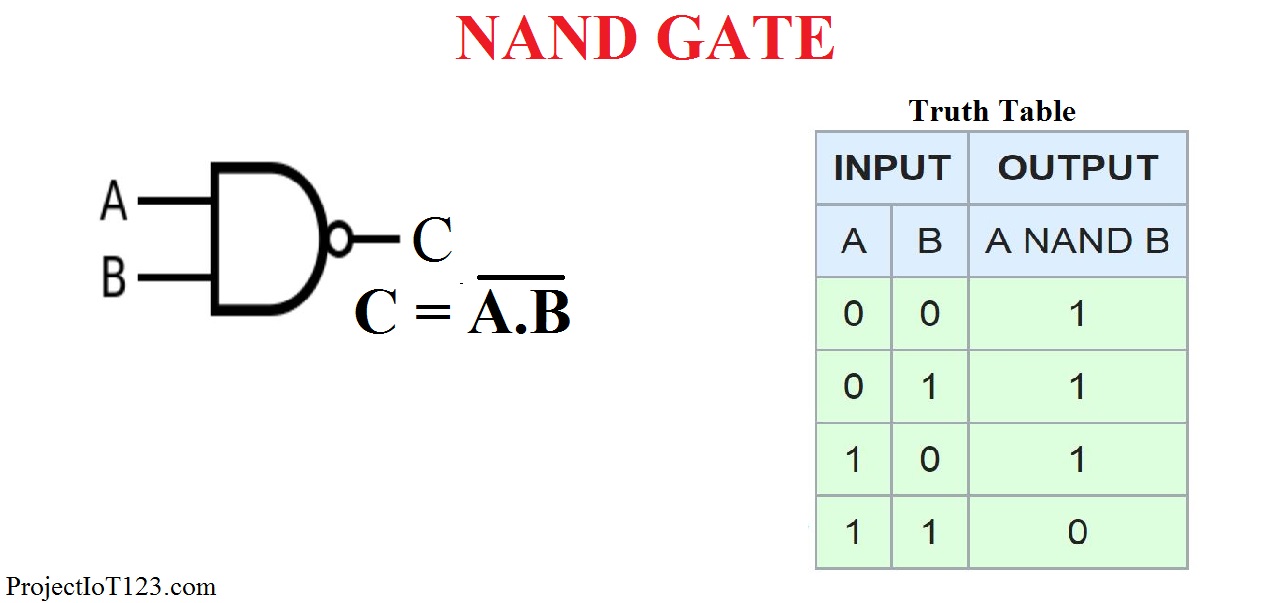 NAND GATE
A
B
C
C = A̅.̅B̅
Truth Table
INPUT OUTPUT
A B A NAND B
0 0 1
0 1 1
1 0 1
1 1 0
ProjectIoT123.com